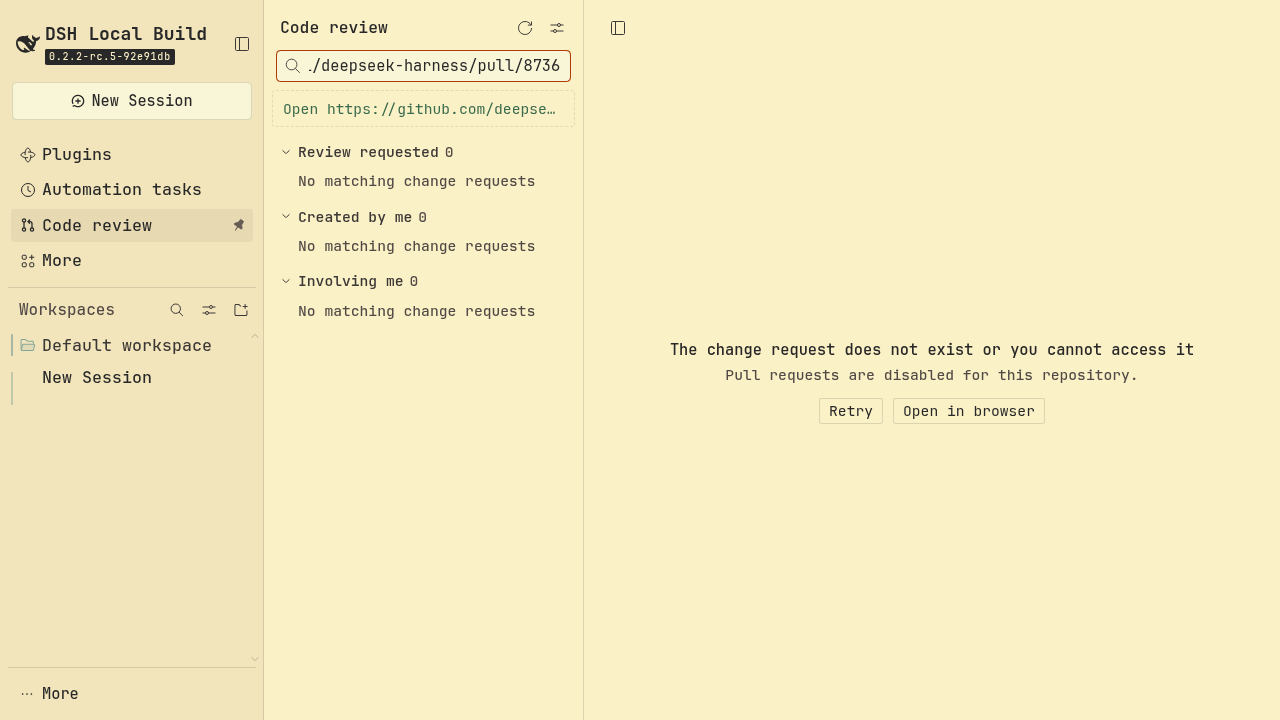 DSH Local Build
0.2.2-rc.5-92e91db
New Session
Plugins
Automation tasks
Code review
More
Workspaces
Default workspace
New Session
More
Code review
./deepseek-harness/pull/8736
Open https://github.com/deepse…
Review requested 0
No matching change requests
Created by me 0
No matching change requests
Involving me 0
No matching change requests
The change request does not exist or you cannot access it
Pull requests are disabled for this repository.
Retry
Open in browser